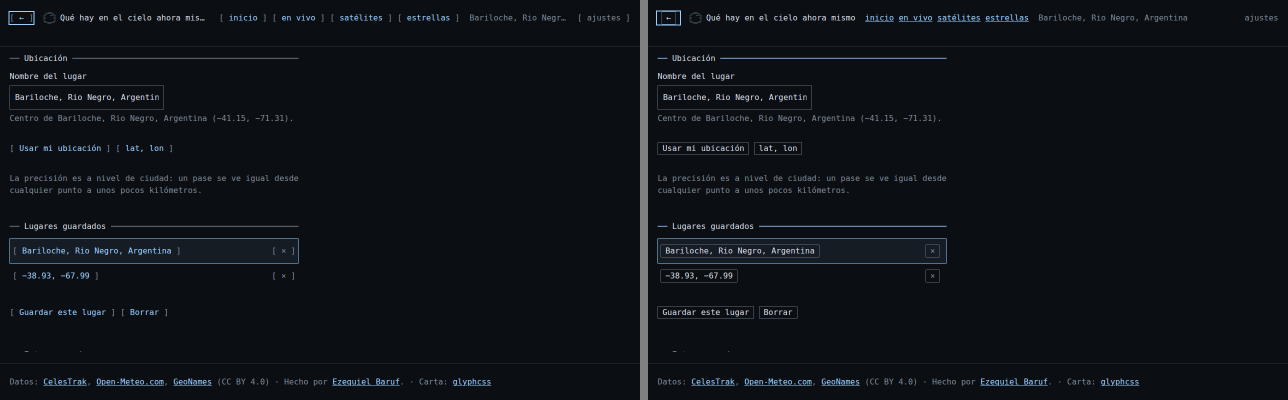 [ ← ] Qué hay en el cielo ahora mis… [ inicio ] [ en vivo ] [ satélites ] [ estrellas ] Bariloche, Río Negr… [ ajustes ]
Ubicación
Nombre del lugar
Bariloche, Río Negro, Argentin
Centro de Bariloche, Río Negro, Argentina (−41.15, −71.31).
[ Usar mi ubicación ] [ lat, lon ]
La precisión es a nivel de ciudad: un pase se ve igual desde
cualquier punto a unos pocos kilómetros.
Lugares guardados
[ Bariloche, Río Negro, Argentina ] [ × ]
[ −38.93, −67.99 ] [ × ]
[ Guardar este lugar ] [ Borrar ]
Datos: CelesTrak, Open-Meteo.com, GeoNames (CC BY 4.0) · Hecho por Ezequiel Baruf. · Carta: glyphcss
← Qué hay en el cielo ahora mismo inicio en vivo satélites estrellas Bariloche, Río Negro, Argentina ajustes
Ubicación
Nombre del lugar
Bariloche, Río Negro, Argentin
Centro de Bariloche, Río Negro, Argentina (−41.15, −71.31).
Usar mi ubicación lat, lon
La precisión es a nivel de ciudad: un pase se ve igual desde
cualquier punto a unos pocos kilómetros.
Lugares guardados
Bariloche, Río Negro, Argentina ×
−38.93, −67.99 ×
Guardar este lugar Borrar
Datos: CelesTrak, Open-Meteo.com, GeoNames (CC BY 4.0) · Hecho por Ezequiel Baruf. · Carta: glyphcss